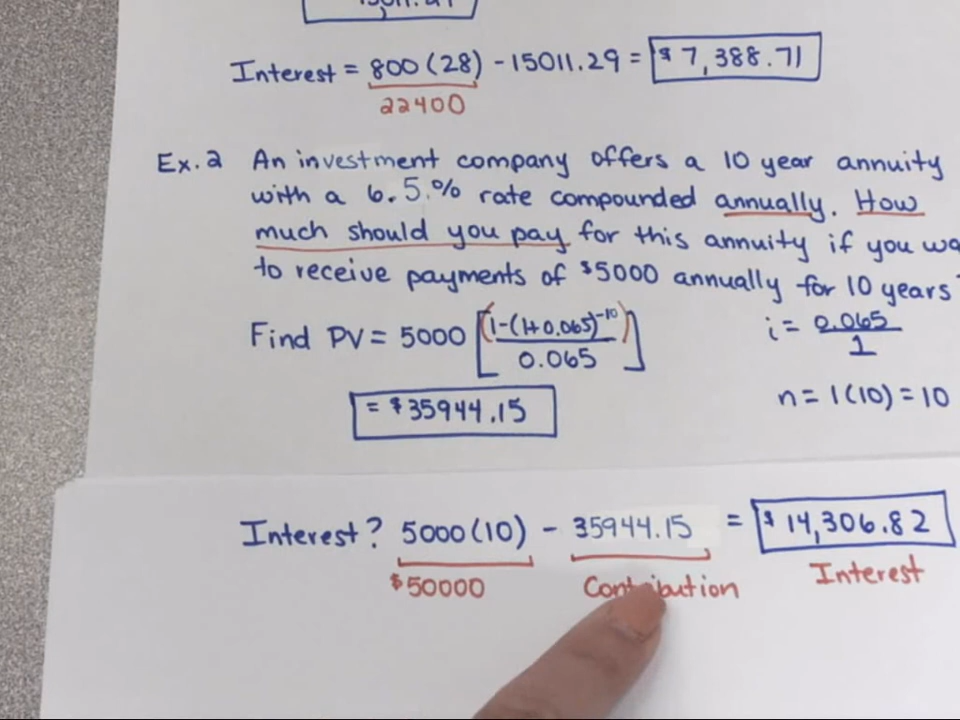 Interest = 800(28) - 15011.29 = $7,388.71
22400
Ex.2 An investment company offers a 10 year annuity
with a 6.5.% rate compounded annually. How
much should you pay for this annuity if you
to receive payments of $5000 annually for 10 years
Find PV = 5000 [(1-(1+0.065)^-10)/0.065] i = 0.065/1
= $35944.15 n = 1(10) = 10
Interest? 5000(10) - 35944.15 = $14,306.82
$50000 Contribution Interest